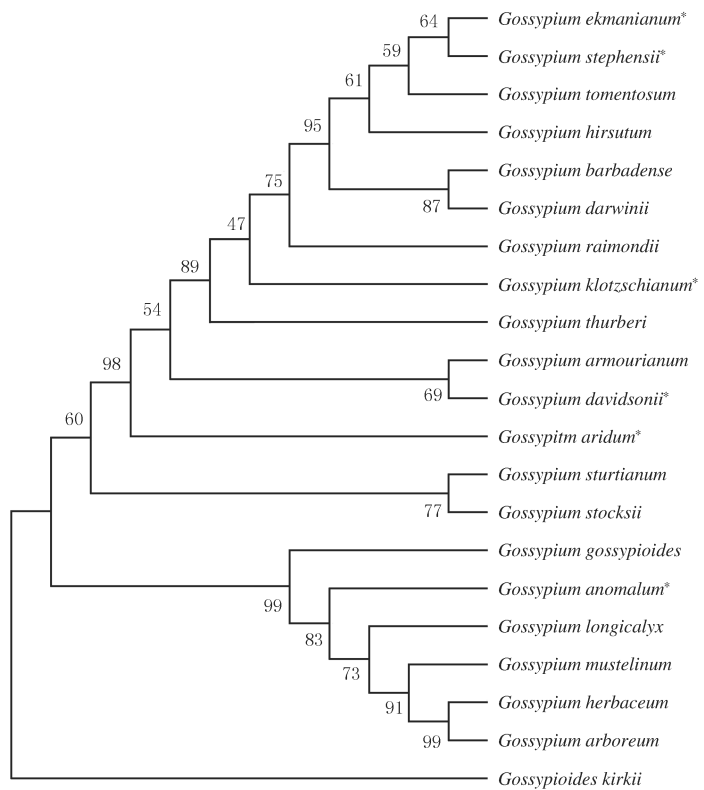 64
Gossypium ekmanianum*
59
Gossypium stephensii*
61
Gossypium tomentosum
95
Gossypium hirsutum
75
Gossypium barbadense
87
Gossypium darwinii
47
Gossypium raimondii
89
Gossypium klotzschianum*
54
Gossypium thurberi
98
Gossypium armourianum
69
Gossypium davidsonii*
60
Gossypitm aridum*
Gossypium sturtianum
77
Gossypium stocksii
Gossypium gossypioides
99
Gossypium anomalum*
83
Gossypium longicalyx
73
Gossypium mustelinum
91
Gossypium herbaceum
99
Gossypium arboreum
Gossypioides kirkii